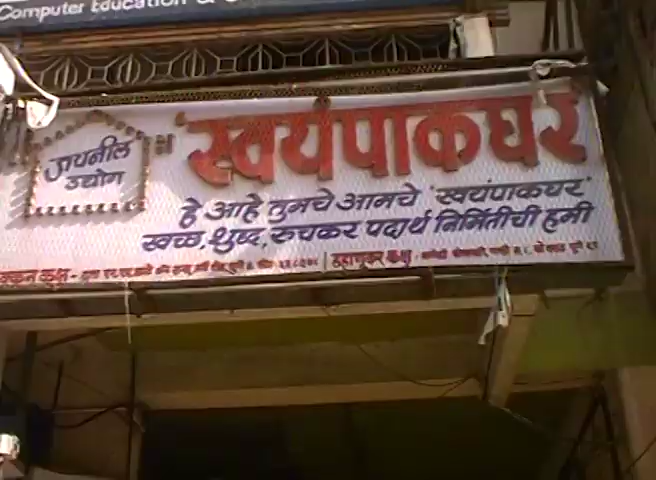 Computer Education
जयनील
उद्योग
'स्वयंपाकघर'
हे आहे तुमचे आमचे 'स्वयंपाकघर'
स्वच्छ, शुध्द, रुचकर पदार्थ निर्मितीची हमी